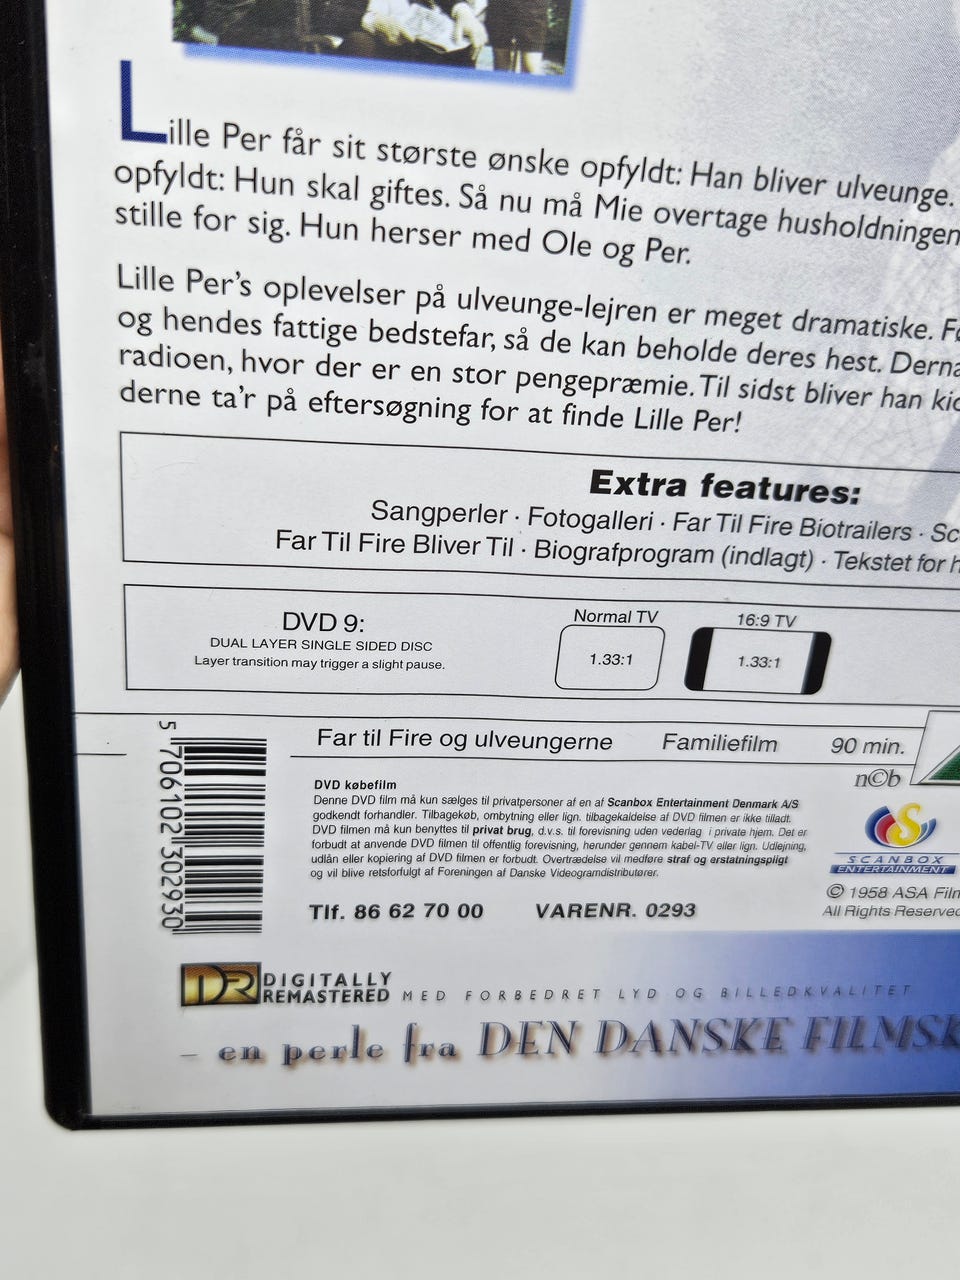 Lille Per får sit største ønske opfyldt: Han bliver ulveunge.
opfyldt: Hun skal giftes. Så nu må Mie overtage husholdningen
stille for sig. Hun herser med Ole og Per.
Lille Per's oplevelser på ulveunge-lejren er meget dramatiske.
og hendes fattige bedstefar, så de kan beholde deres hest.
radioen, hvor der er en stor pengepræmie. Til sidst bliver han
derne ta'r på eftersøgning for at finde Lille Per!
Extra features:
Sangperler · Fotogalleri · Far Til Fire Biotrailers ·
Far Til Fire Bliver Til · Biografprogram (indlagt) · Tekstet for
DVD 9:
DUAL LAYER SINGLE SIDED DISC
Layer transition may trigger a slight pause.
Normal TV
1.33:1
16:9 TV
1.33:1
Far til Fire og ulveungerne Familiefilm 90 min.
n©b
5 706102 302930
DVD købefilm
Denne DVD film må kun sælges til privatpersoner af en af Scanbox Entertainment Denmark A/S
godkendt forhandler. Tilbagekøb, ombytning eller lign. tilbagekaldelse af DVD filmen er ikke tilladt.
DVD filmen må kun benyttes til privat brug, d.v.s. til forevisning uden vederlag i private hjem. Det er
forbudt at anvende DVD filmen til offentlig forevisning, herunder gennem kabel-TV eller lign. Udlejning,
udlån eller kopiering af DVD filmen er forbudt. Overtrædelse vil medføre straf og erstatningspligt
og vil blive retsforfulgt af Foreningen af Danske Videogramdistributører.
Tlf. 86 62 70 00 VARENR. 0293
SCANBOX
ENTERTAINMENT
© 1958 ASA
All Rights Reserved
DR DIGITALLY
REMASTERED MED FORBEDRET LYD OG BILLEDKVALITET
– en perle fra DEN DANSKE